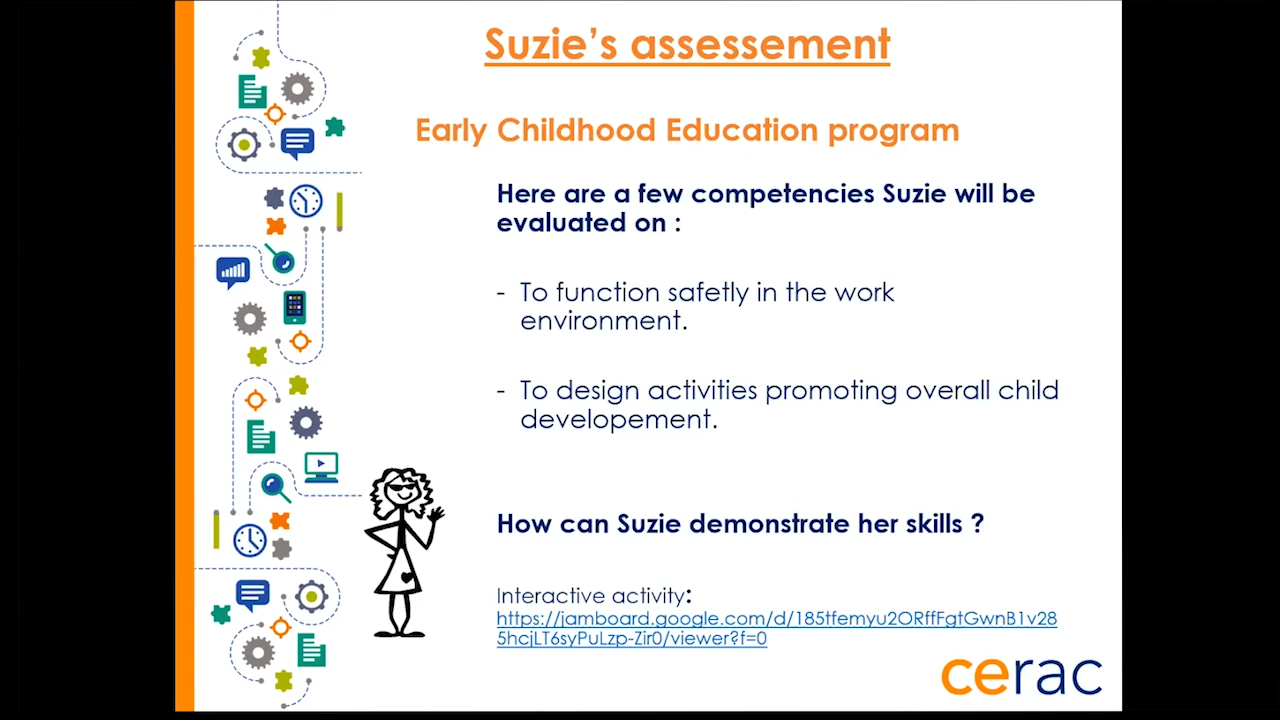 Suzie's assessement
Early Childhood Education program
Here are a few competencies Suzie will be
evaluated on :
- To function safetly in the work
environment.
- To design activities promoting overall child
developement.
How can Suzie demonstrate her skills ?
Interactive activity:
https://jamboard.google.com/d/185tfemyu2ORffFgtGwnB1v28
5hcjLT6syPuLzp-Zir0/viewer?f=0
cerac